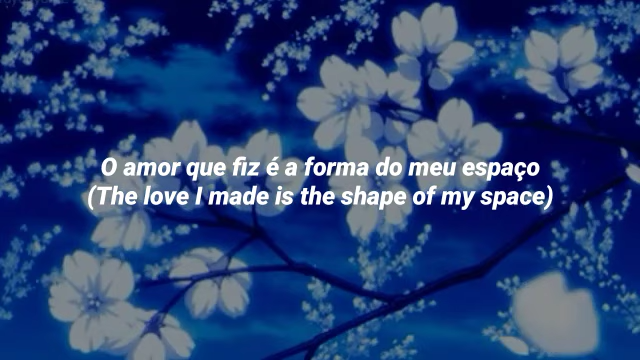 O amor que fiz é a forma do meu espaço
(The love I made is the shape of my space)